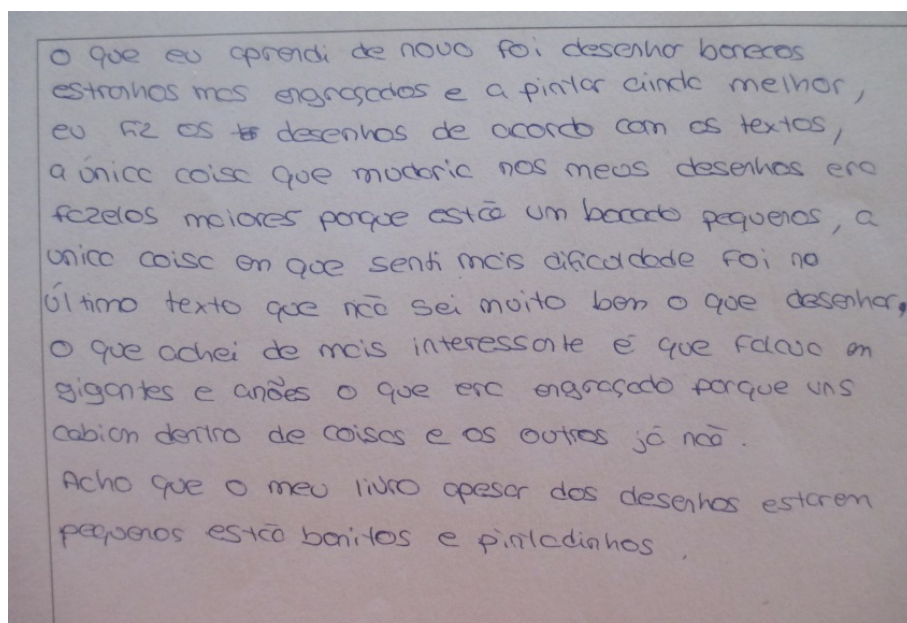 O que eu aprendi de novo foi desenhar bonecos
estranhos mas engraçados e a pintar ainda melhor,
eu fiz os desenhos de acordo com os textos,
a única coisa que mudaria nos meus desenhos era
fazelos maiores porque estão um bocado pequenos, a
unica coisa em que senti mais dificuldade foi no
último texto que não sei muito bem o que desenhar,
O que achei de mais interessante é que falava em
gigantes e anões o que era engraçado porque uns
cabiam dentro de coisas e os outros já não.
Acho que o meu livro apesar dos desenhos estarem
pequenos estão bonitos e pintadinhos.